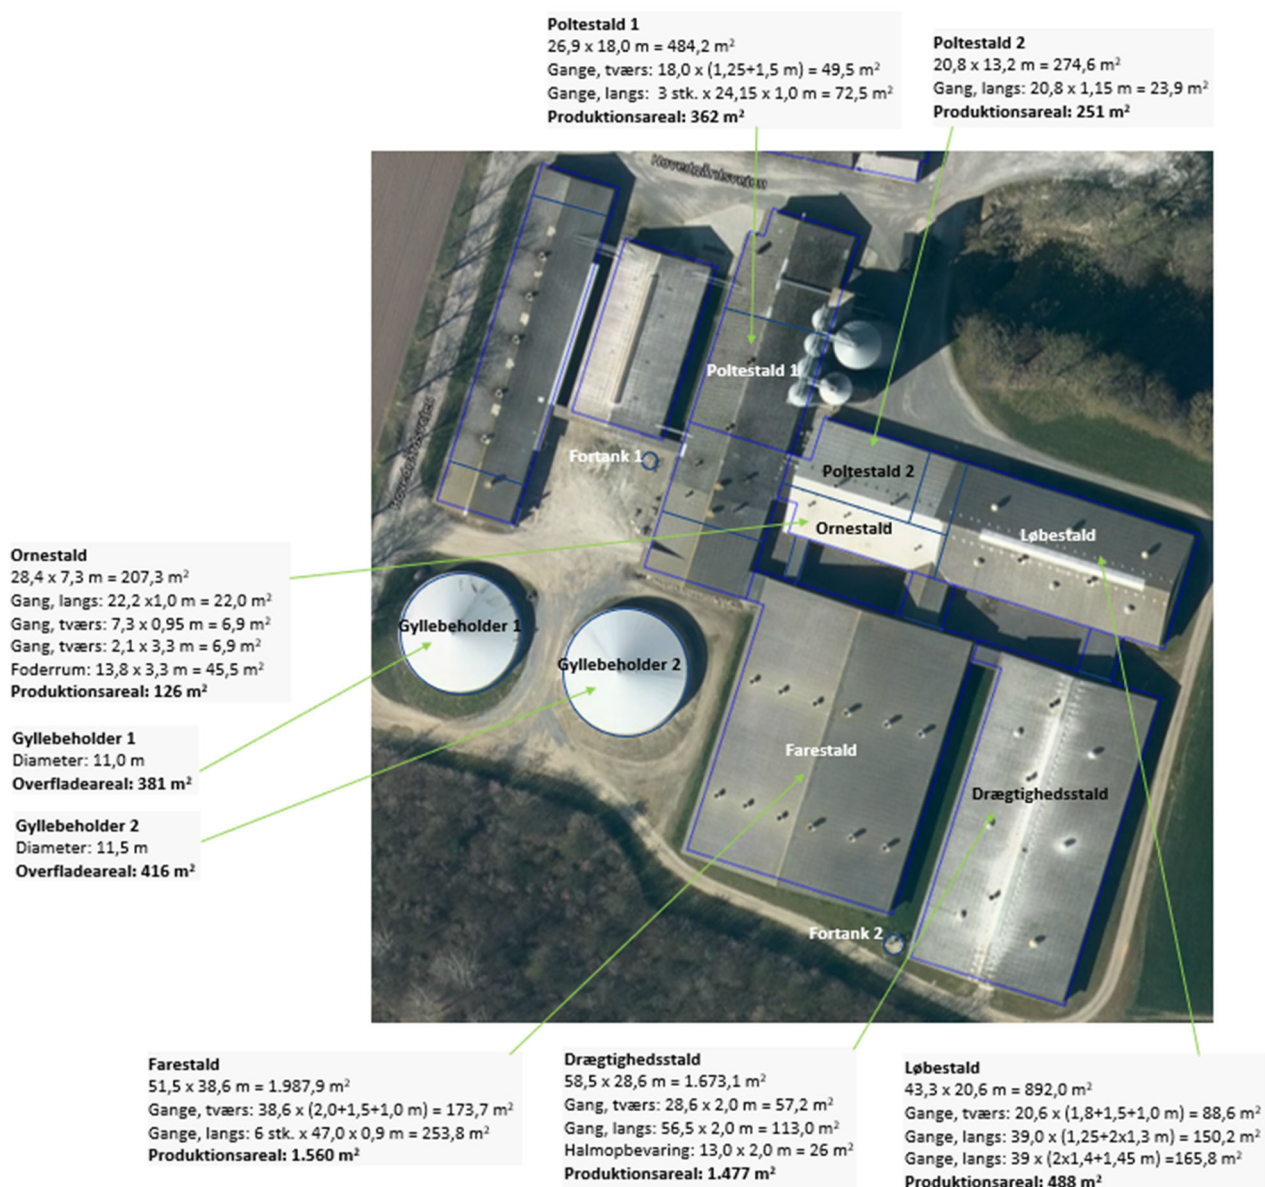 Poltestald 1
26,9 x 18,0 m = 484,2 m²
Gange, tværs: 18,0 x (1,25+1,5 m) = 49,5 m²
Gange, langs:  3 stk. x 24,15 x 1,0 m = 72,5 m²
Produktionsareal: 362 m²
Poltestald 2
20,8 x 13,2 m = 274,6 m²
Gang, langs: 20,8 x 1,15 m = 23,9 m²
Produktionsareal: 251 m²
Hovedgårdsvejen
Poltestald 1
Hovedgårdsvejen
Fortank 1
Poltestald 2
Ornestald
Løbestald
Ornestald
28,4 x 7,3 m = 207,3 m²
Gang, langs: 22,2 x1,0 m = 22,0 m²
Gang, tværs: 7,3 x 0,95 m = 6,9 m²
Gang, tværs: 2,1 x 3,3 m = 6,9 m²
Foderrum: 13,8 x 3,3 m = 45,5 m²
Produktionsareal: 126 m²
Gyllebeholder 1
Gyllebeholder 2
Gyllebeholder 1
Diameter: 11,0 m
Overfladeareal: 381 m²
Farestald
Drægtighedsstald
Gyllebeholder 2
Diameter: 11,5 m
Overfladeareal: 416 m²
Fortank 2
Farestald
51,5 x 38,6 m = 1.987,9 m²
Gange, tværs: 38,6 x (2,0+1,5+1,0 m) = 173,7 m²
Gange, langs: 6 stk. x 47,0 x 0,9 m = 253,8 m²
Produktionsareal: 1.560 m²
Drægtighedsstald
58,5 x 28,6 m = 1.673,1 m²
Gang, tværs: 28,6 x 2,0 m = 57,2 m²
Gang, langs: 56,5 x 2,0 m = 113,0 m²
Halmopbevaring: 13,0 x 2,0 m = 26 m²
Produktionsareal: 1.477 m²
Løbestald
43,3 x 20,6 m = 892,0 m²
Gange, tværs: 20,6 x (1,8+1,5+1,0 m) = 88,6 m²
Gange, langs: 39,0 x (1,25+2x1,3 m) = 150,2 m²
Gange, langs: 39 x (2x1,4+1,45 m) =165,8 m²
Produktionsareal: 488 m²